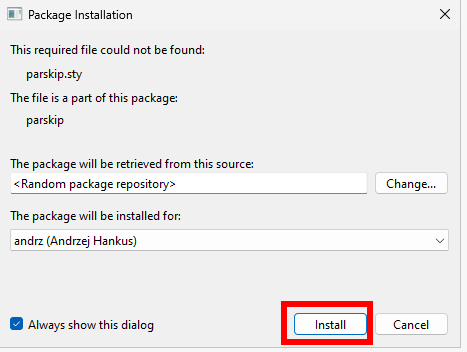 Package Installation
This required file could not be found:
parskip.sty
The file is a part of this package:
parskip
The package will be retrieved from this source:
<Random package repository>
Change...
The package will be installed for:
andrz (Andrzej Hankus)
Always show this dialog
Install
Cancel